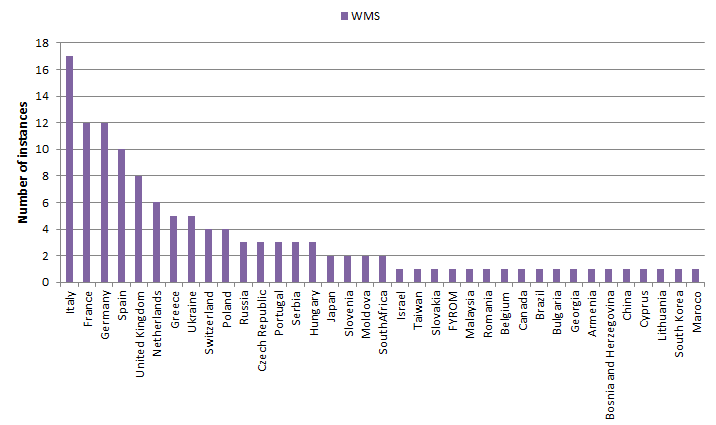 WMS
Number of instances
18
16
14
12
10
8
6
4
2
0
Italy
France
Germany
Spain
United Kingdom
Netherlands
Greece
Ukraine
Switzerland
Poland
Russia
Czech Republic
Portugal
Serbia
Hungary
Japan
Slovenia
Moldova
SouthAfrica
Israel
Taiwan
Slovakia
FYROM
Malaysia
Romania
Belgium
Canada
Brazil
Bulgaria
Georgia
Armenia
Bosnia and Herzegovina
China
Cyprus
Lithuania
South Korea
Maroco